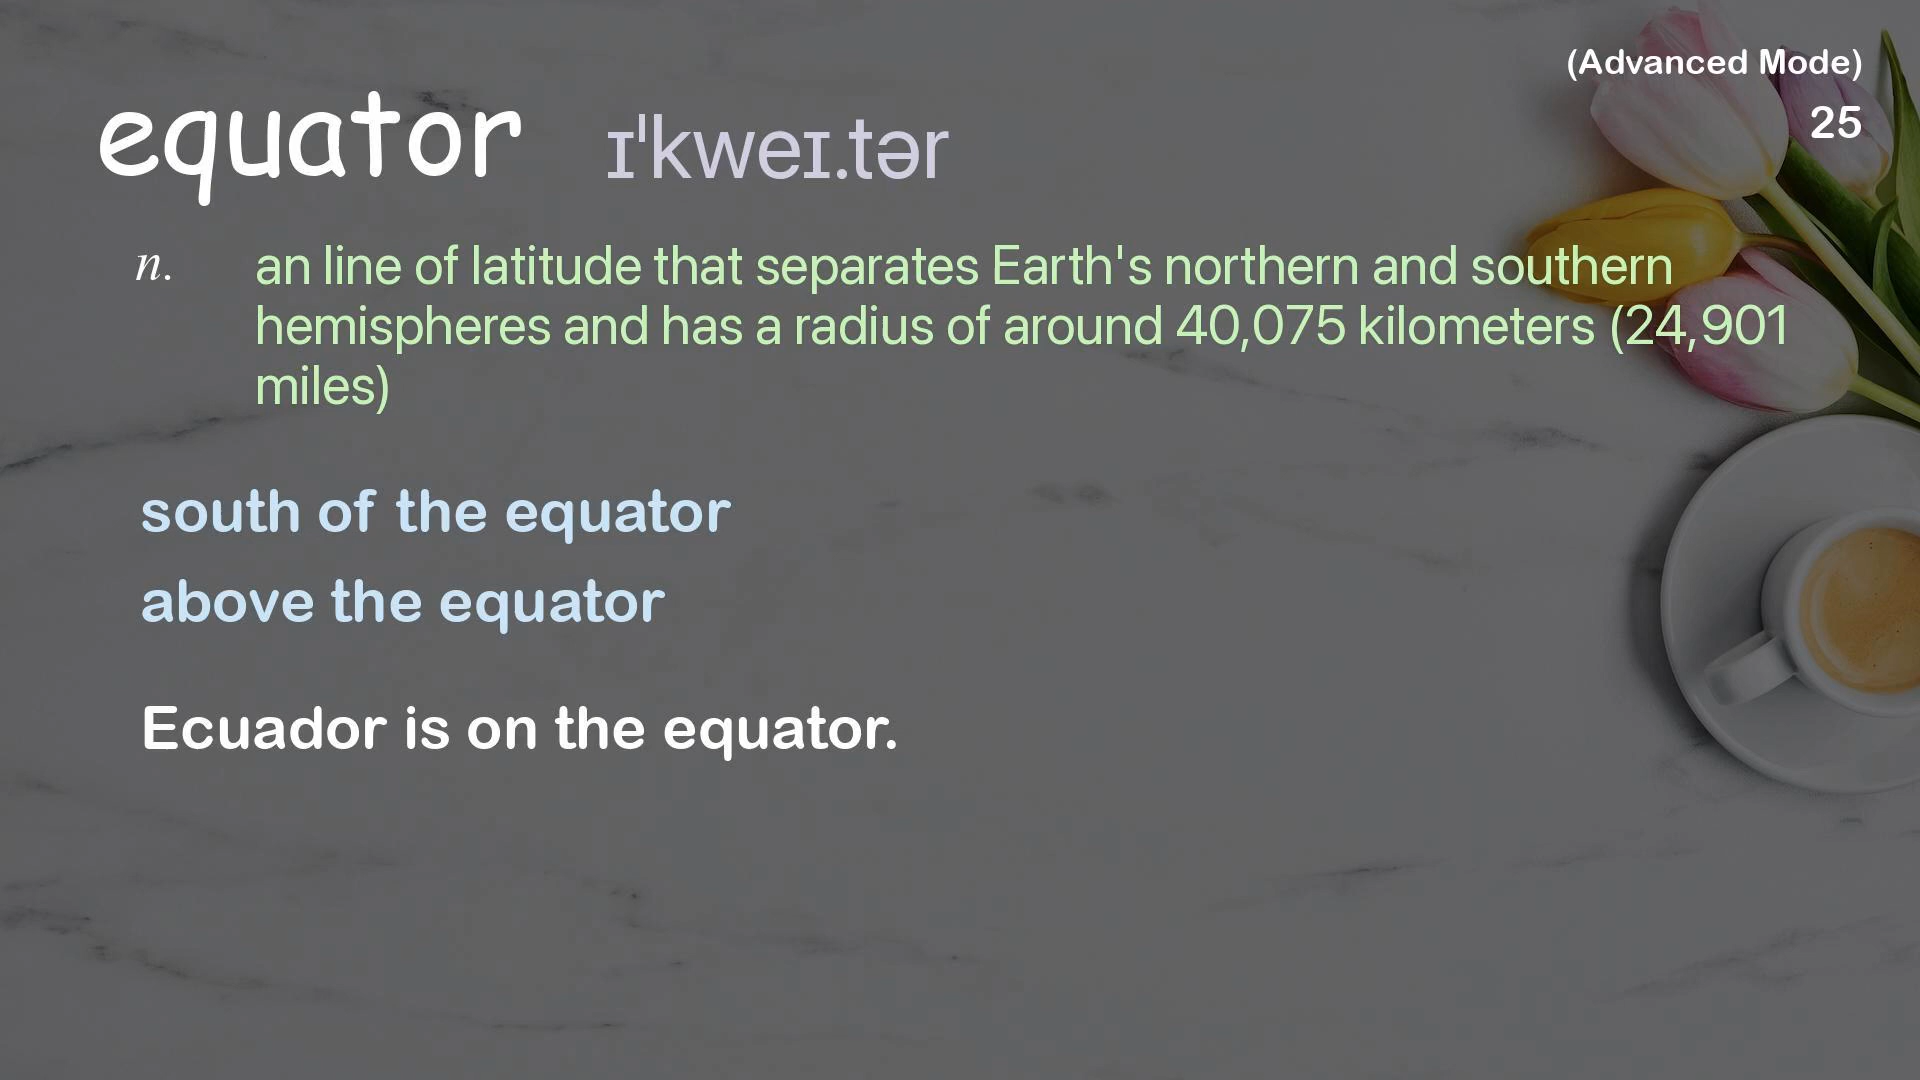 (Advanced Mode)
25
equator ɪˈkweɪ.tər
n. an line of latitude that separates Earth's northern and southern
hemispheres and has a radius of around 40,075 kilometers (24,901
miles)
south of the equator
above the equator
Ecuador is on the equator.